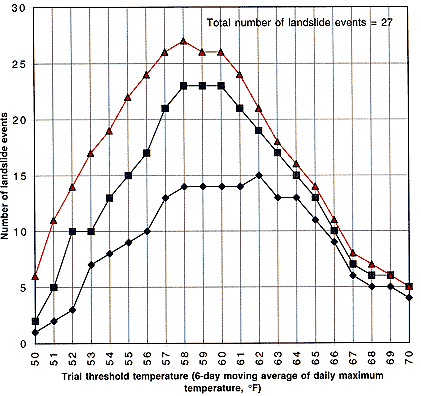 Total number of landslide events = 27
30
25
20
15
10
5
0
Number of landslide events
50 51 52 53 54 55 56 57 58 59 60 61 62 63 64 65 66 67 68 69 70
Trial threshold temperature (6-day moving average of daily maximum
temperature, °F)